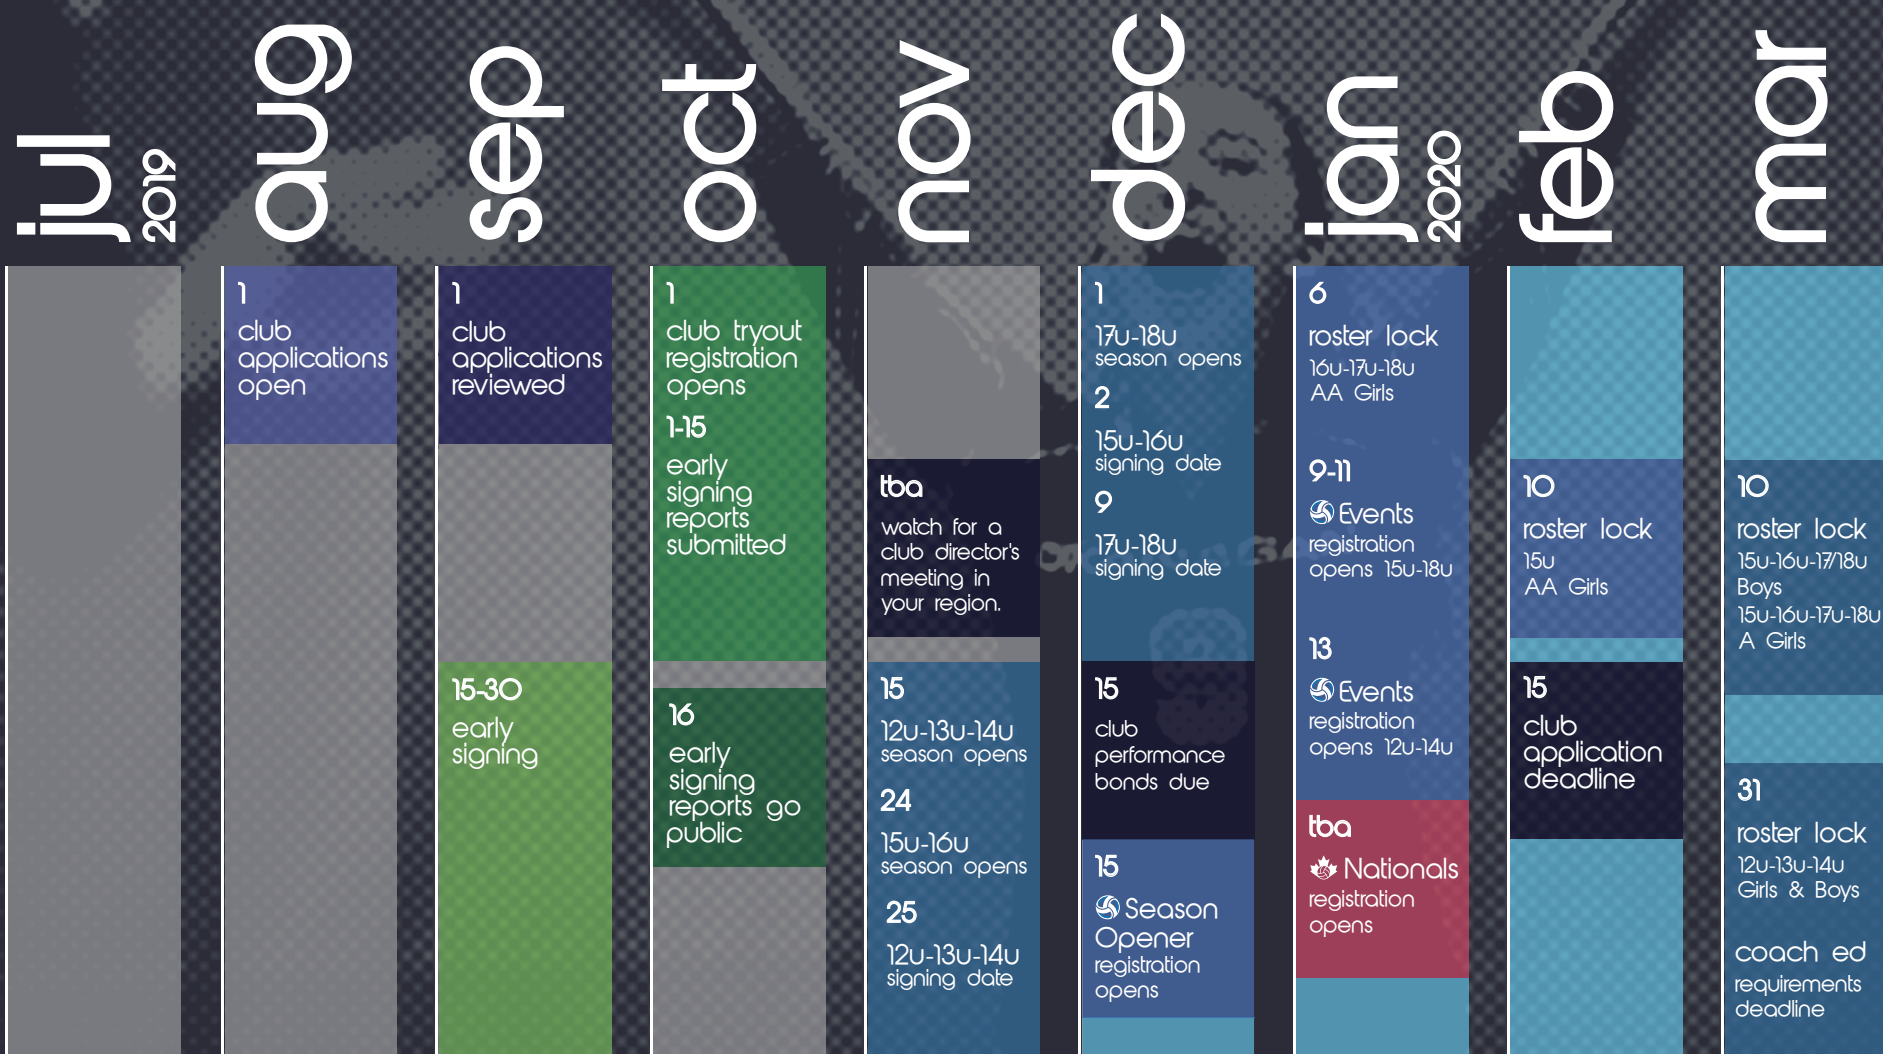 jul
2019
aug
sep
oct
nov
dec
jan
2020
feb
mar
1
club
applications
open
1
club
applications
reviewed
15-30
early
signing
1
club tryout
registration
opens
1-15
early
signing
reports
submitted
16
early
signing
reports go
public
tba
watch for a
club director's
meeting in
your region.
15
12u-13u-14u
season opens
24
15u-16u
season opens
25
12u-13u-14u
signing date
1
17u-18u
season opens
2
15u-16u
signing date
9
17u-18u
signing date
15
club
performance
bonds due
15
Season
Opener
registration
opens
6
roster lock
16u-17u-18u
AA Girls
9-11
Events
registration
opens 15u-18u
13
Events
registration
opens 12u-14u
tba
Nationals
registration
opens
10
roster lock
15u
AA Girls
15
club
application
deadline
10
roster lock
15u-16u-17/18u
Boys
15u-16u-17u-18u
A Girls
31
roster lock
12u-13u-14u
Girls & Boys
coach ed
requirements
deadline